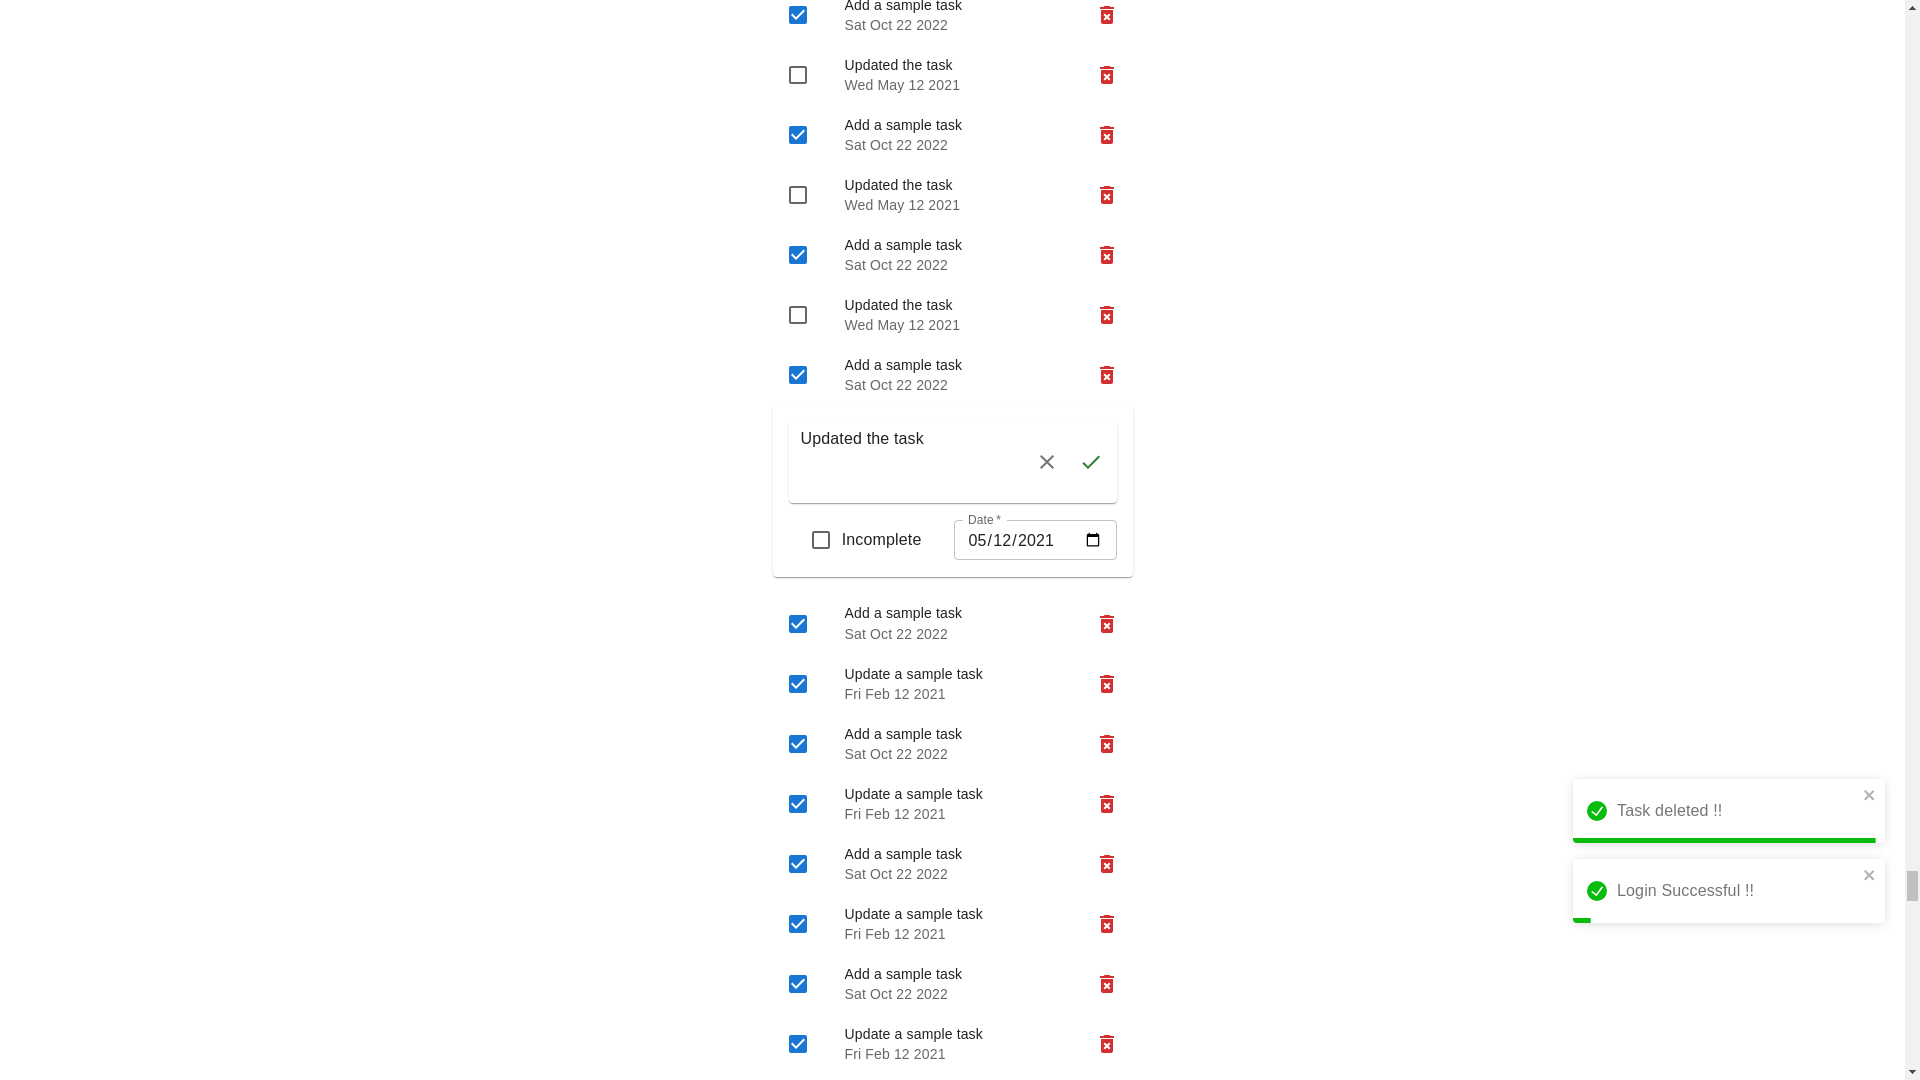 Add a sample task
Sat Oct 22 2022
Updated the task
Wed May 12 2021
Add a sample task
Sat Oct 22 2022
Updated the task
Wed May 12 2021
Add a sample task
Sat Oct 22 2022
Updated the task
Wed May 12 2021
Add a sample task
Sat Oct 22 2022
Updated the task
Date *
Incomplete
05/12/2021
Add a sample task
Sat Oct 22 2022
Update a sample task
Fri Feb 12 2021
Add a sample task
Sat Oct 22 2022
Update a sample task
Fri Feb 12 2021
Add a sample task
Sat Oct 22 2022
Update a sample task
Fri Feb 12 2021
Add a sample task
Sat Oct 22 2022
Update a sample task
Fri Feb 12 2021
Task deleted !!
Login Successful !!